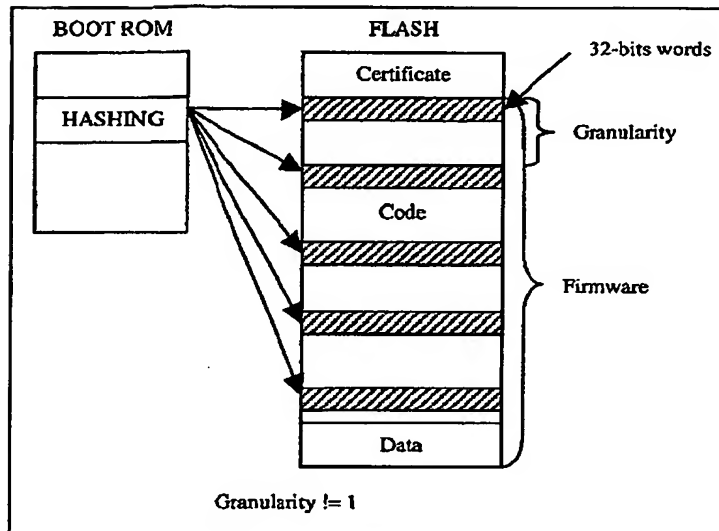 BOOT ROM
FLASH
32-bits words
Certificate
HASHING
Granularity
Code
Firmware
Data
Granularity != 1